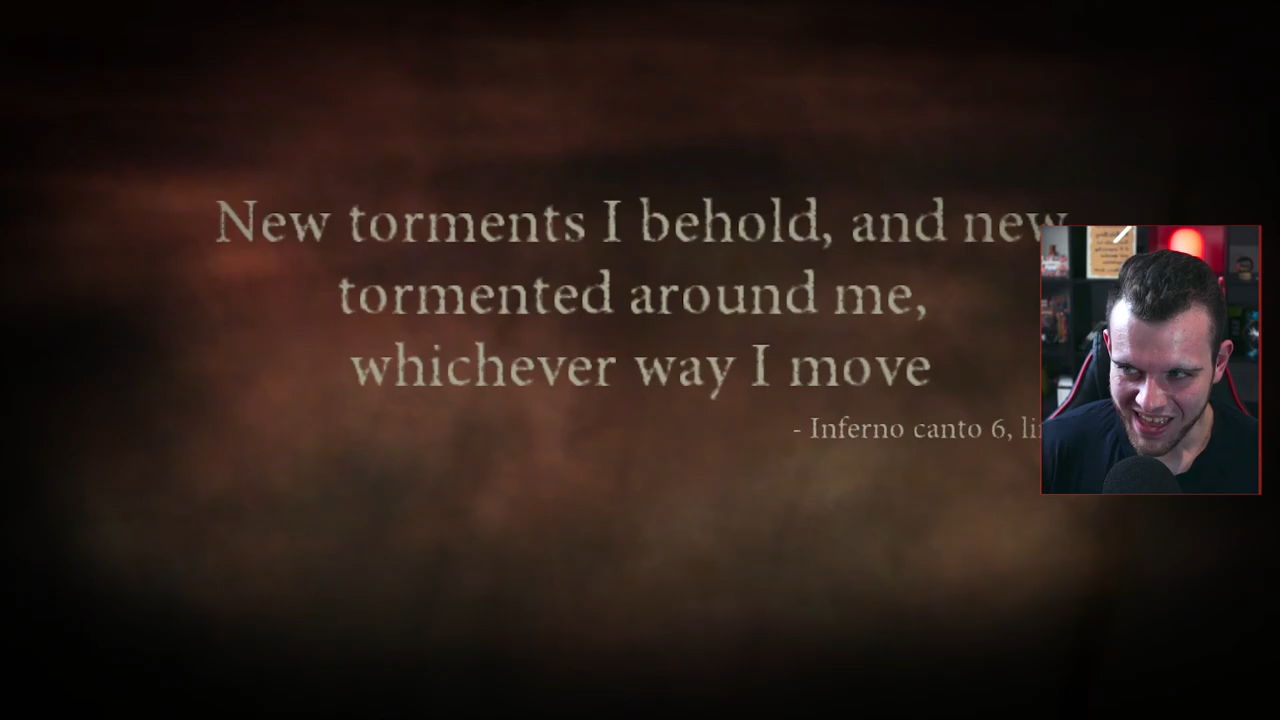 New torments I behold, and new
tormented around me,
whichever way I move
- Inferno canto 6,